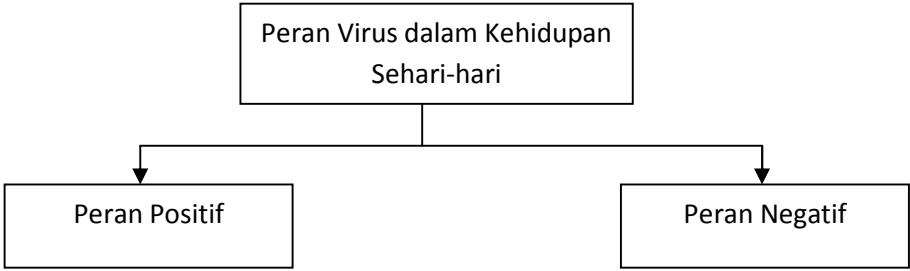 Peran Virus dalam Kehidupan
Sehari-hari
Peran Positif
Peran Negatif